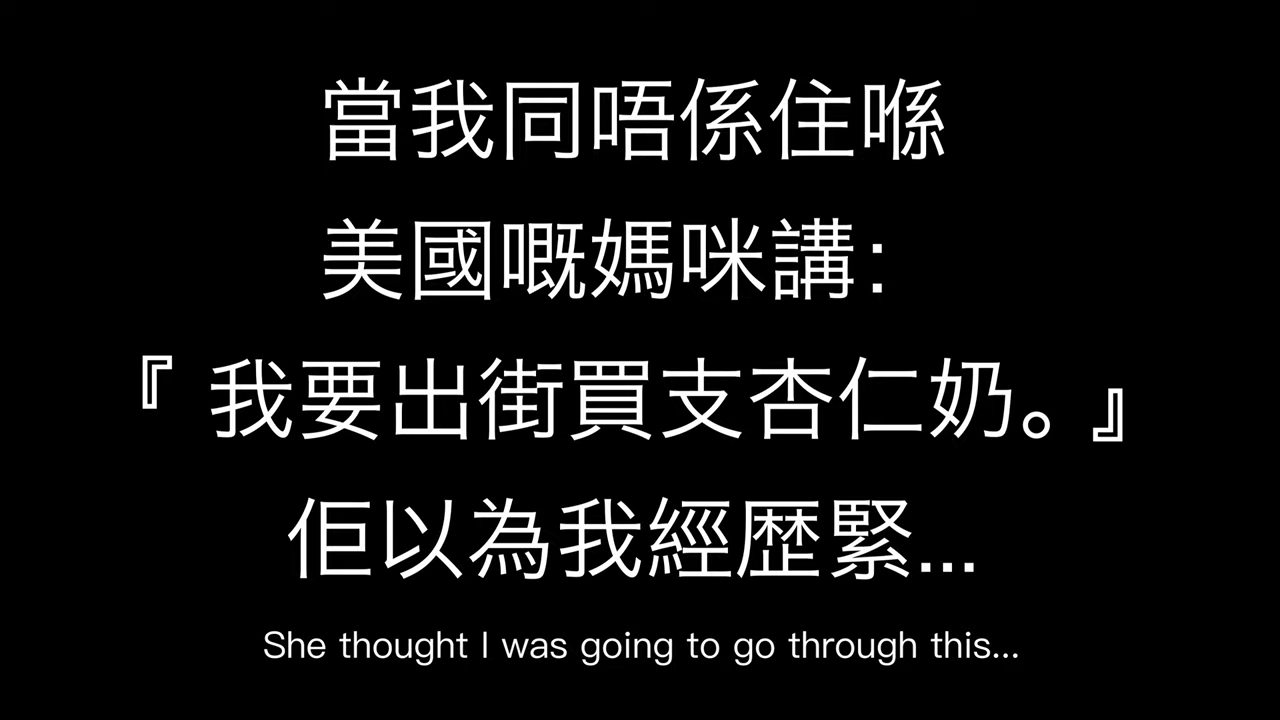 當我同唔係住喺
美國嘅媽咪講：
『 我要出街買支杏仁奶。』
佢以為我經歴緊...
She thought I was going to go through this...